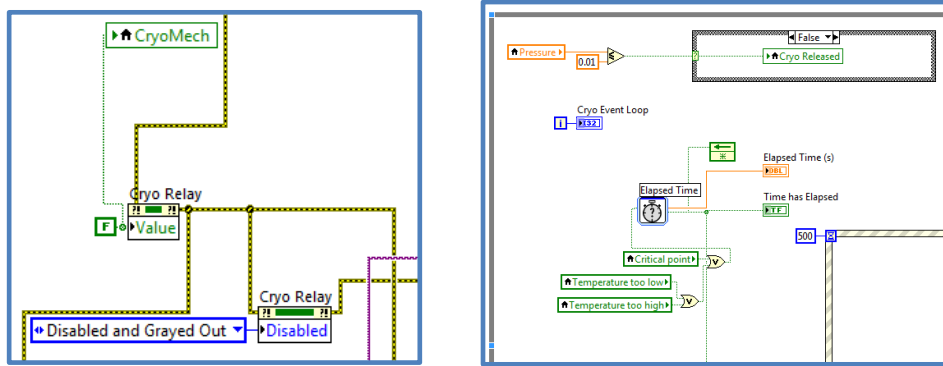 CryoMech
Cryo Relay
?! ?!
F
Value
Cryo Relay
?! ?!
Disabled and Grayed Out
Disabled
False
Pressure
0.01
?
Cryo Released
Cryo Event Loop
i
I32
Elapsed Time (s)
DBL
Elapsed Time
?
Time has Elapsed
TF
500
Critical point
V
Temperature too low
V
Temperature too high